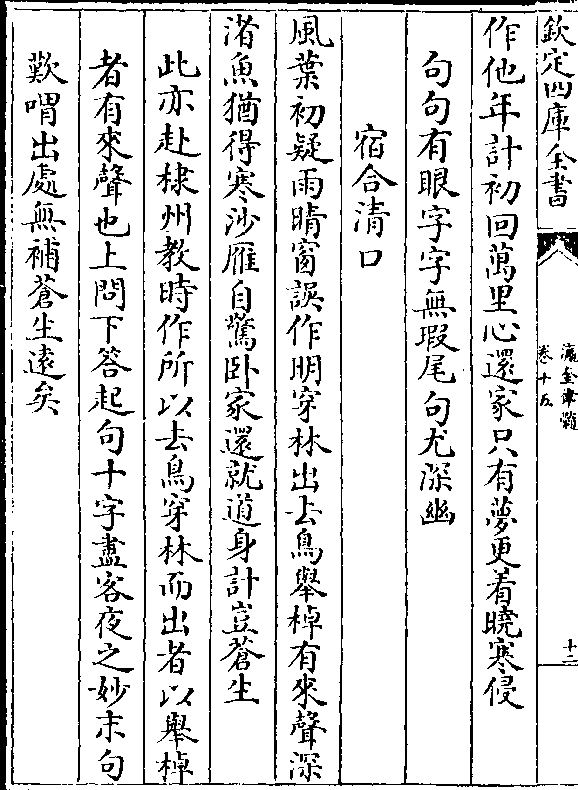 欽定四庫全書
瀛奎律髓
卷十五
十二
作他年計初回萬里心還家只有夢更着曉寒侵
句句有眼字字無瑕尾句尤深幽
宿合清口
風葉初疑雨晴窗誤作明穿林出去鳥舉棹有來聲深
渚魚猶得寒沙雁自驚卧家還就道身計豈蒼生
此亦赴棣州教時作所以去鳥穿林而出者以舉棹
者有來聲也上問下答起句十字盡客夜之妙末句
歎喟出處無補蒼生遠矣